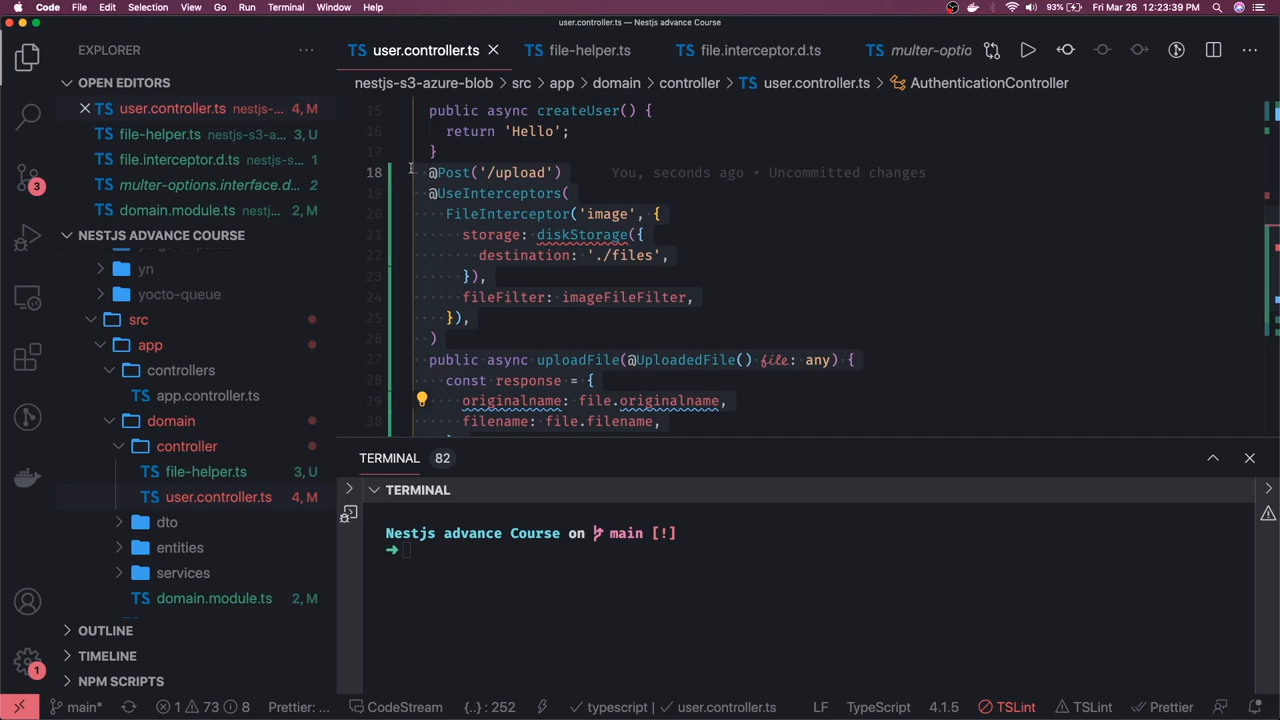 Code File Edit Selection View Go Run Terminal Window Help 93% Fri Mar 26 12:23:39 AM
user.controller.ts — Nestjs advance Course
EXPLORER
TS user.controller.ts
TS file-helper.ts
TS file.interceptor.d.ts
TS multer-optio
OPEN EDITORS
TS user.controller.ts nestjs-... 4, M
TS file-helper.ts nestjs-s3-a... 3, U
TS file.interceptor.d.ts nestjs-s... 1
TS multer-options.interface.d... 2
TS domain.module.ts nestj... 2, M
NESTJS ADVANCE COURSE
yn
yocto-queue
src
app
controllers
TS app.controller.ts
domain
controller
TS file-helper.ts 3, U
TS user.controller.ts 4, M
dto
entities
services
TS domain.module.ts 2, M
OUTLINE
TIMELINE
NPM SCRIPTS
3
1
nestjs-s3-azure-blob > src > app > domain > controller > TS user.controller.ts > AuthenticationController
15 public async createUser() {
16 return 'Hello';
17 }
18 @Post('/upload') You, seconds ago • Uncommitted changes
19 @UseInterceptors(
20 FileInterceptor('image', {
21 storage: diskStorage({
22 destination: './files',
23 }),
24 fileFilter: imageFileFilter,
25 }),
26 )
27 public async uploadFile(@UploadedFile() file: any) {
28 const response = {
29 originalname: file.originalname,
30 filename: file.filename,
TERMINAL 82
TERMINAL
Nestjs advance Course on main [!]
➜
main* 1 73 8 Prettier: ... CodeStream {..} : 252 typescript | user.controller.ts LF TypeScript 4.1.5 TSLint TSLint Prettier